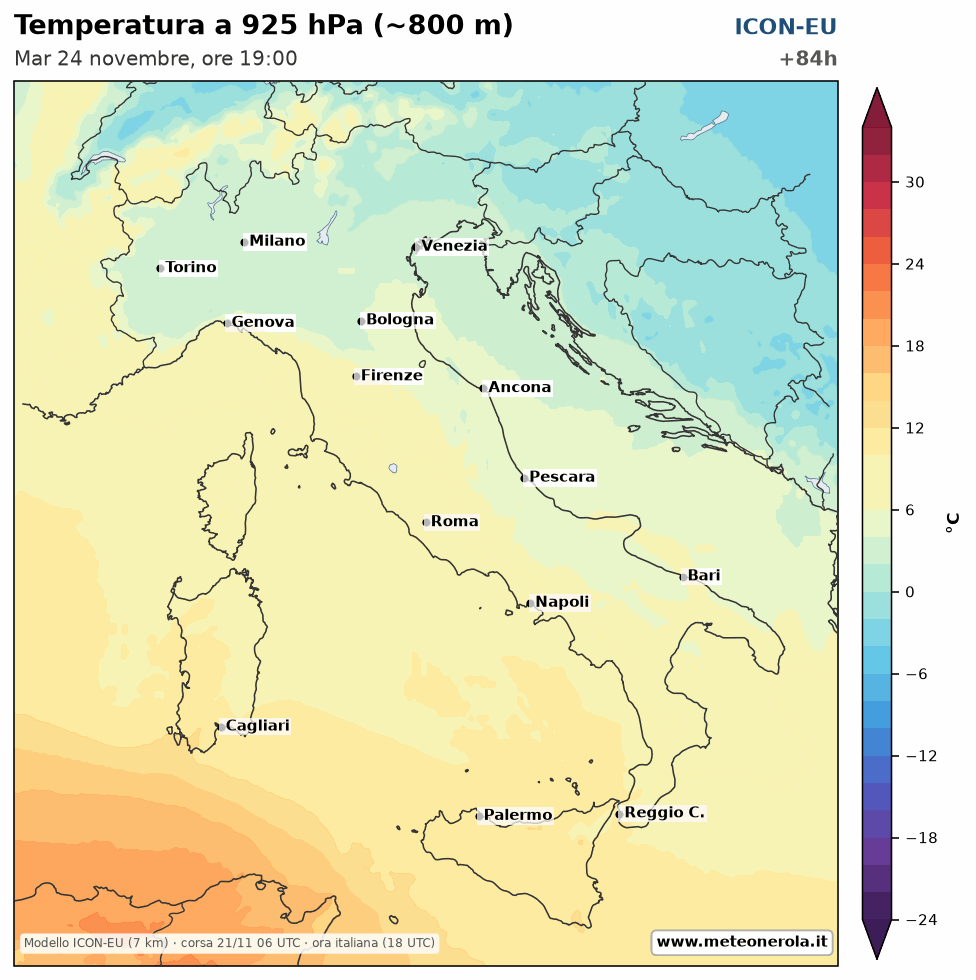 Temperatura a 925 hPa (~800 m)
ICON-EU
Mar 24 novembre, ore 19:00
+84h
Milano
Venezia
Torino
Genova
Bologna
Firenze
Ancona
Pescara
Roma
Bari
Napoli
Cagliari
Palermo
Reggio C.
30
24
18
12
6
0
−6
−12
−18
−24
°C
Modello ICON-EU (7 km) · corsa 21/11 06 UTC · ora italiana (18 UTC)
www.meteonerola.it